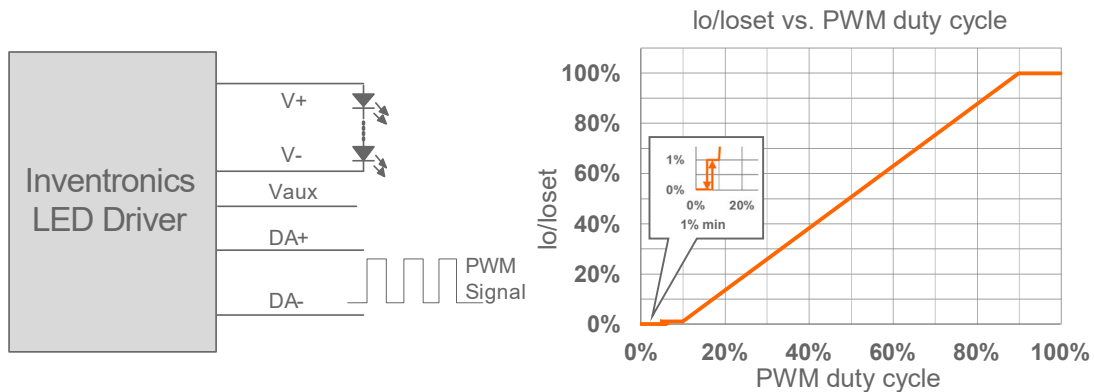 Inventronics
LED Driver
V+
V-
Vaux
DA+
DA-
PWM
Signal
Io/Ioset vs. PWM duty cycle
Io/Ioset
100%
80%
60%
40%
20%
0%
1%
0%
0%
20%
1% min
0%
20%
40%
60%
80%
100%
PWM duty cycle